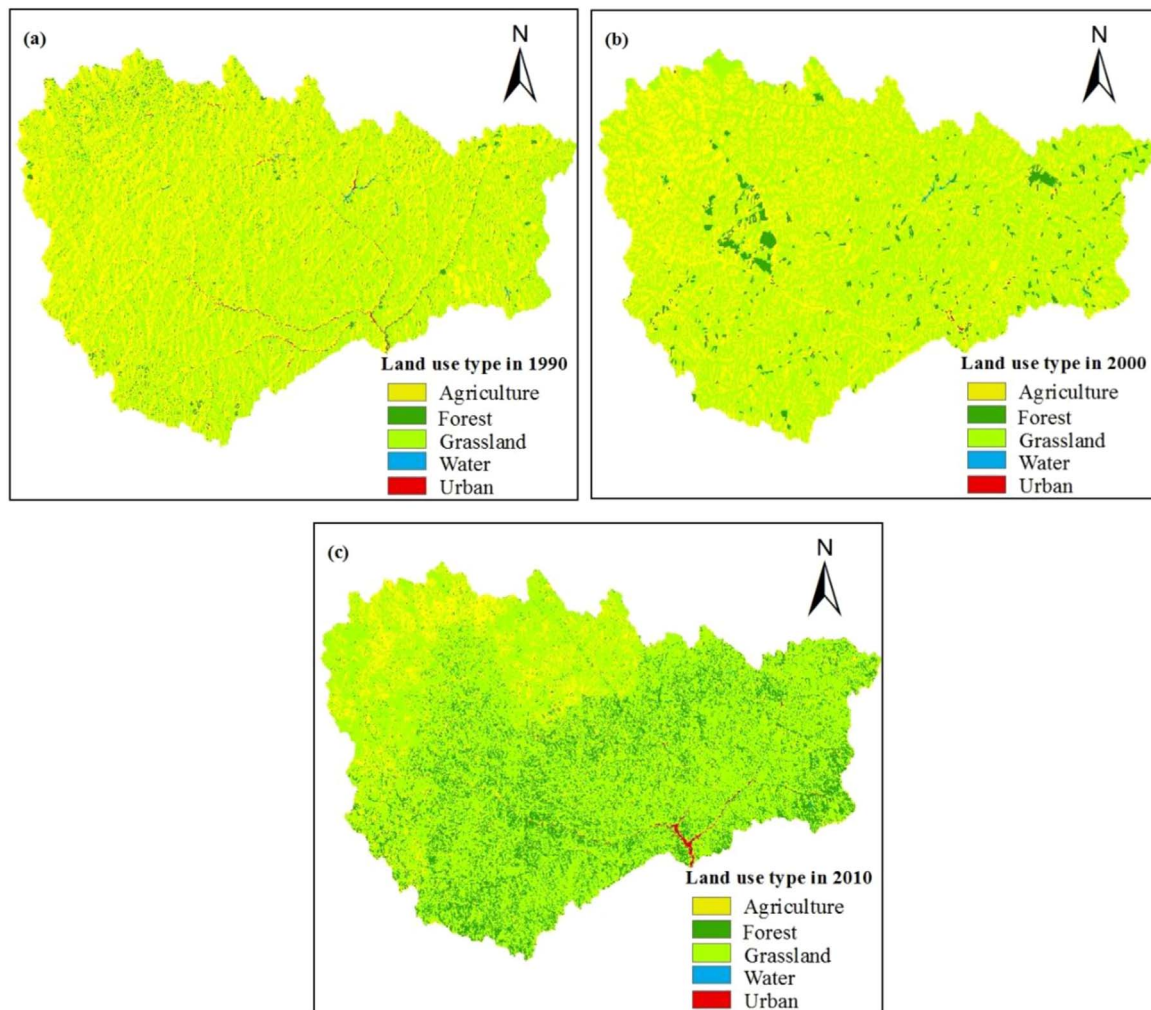 (a)
N
Land use type in 1990
Agriculture
Forest
Grassland
Water
Urban
(b)
N
Land use type in 2000
Agriculture
Forest
Grassland
Water
Urban
(c)
N
Land use type in 2010
Agriculture
Forest
Grassland
Water
Urban